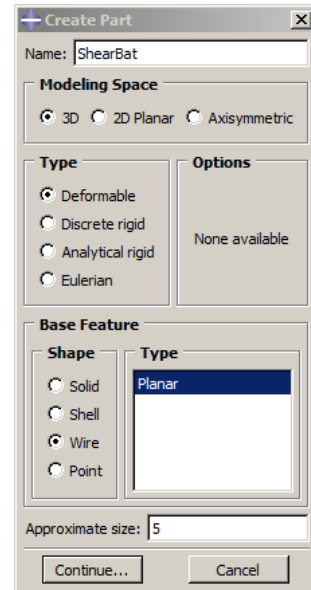 Create Part
Name: ShearBat
Modeling Space
3D 2D Planar Axisymmetric
Type
Deformable
Discrete rigid
Analytical rigid
Eulerian
Options
None available
Base Feature
Shape
Solid
Shell
Wire
Point
Type
Planar
Approximate size: 5
Continue... Cancel